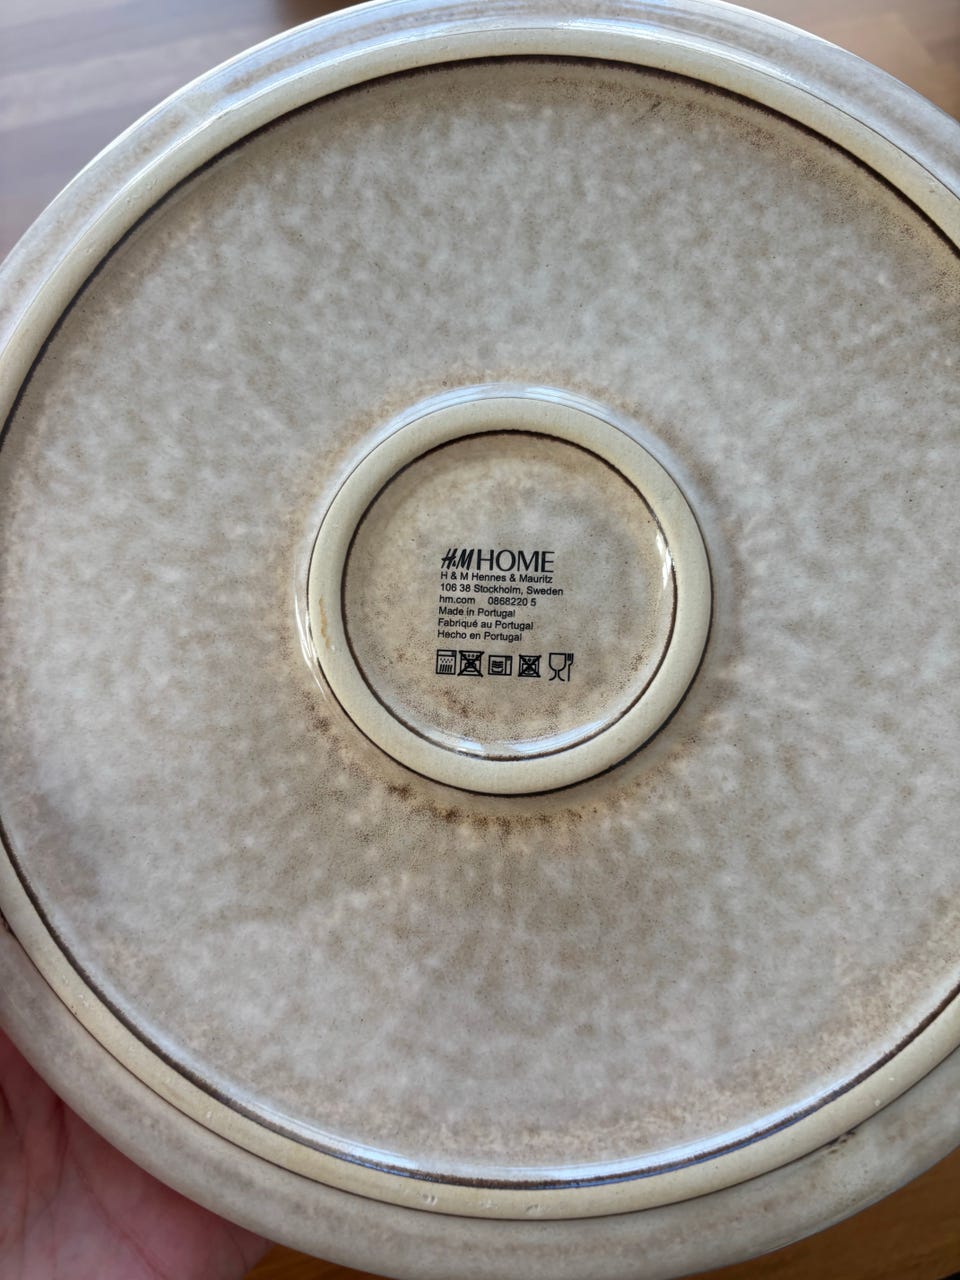 H&M HOME
H & M Hennes & Mauritz
106 38 Stockholm, Sweden
hm.com 0868220 5
Made in Portugal
Fabriqué au Portugal
Hecho en Portugal